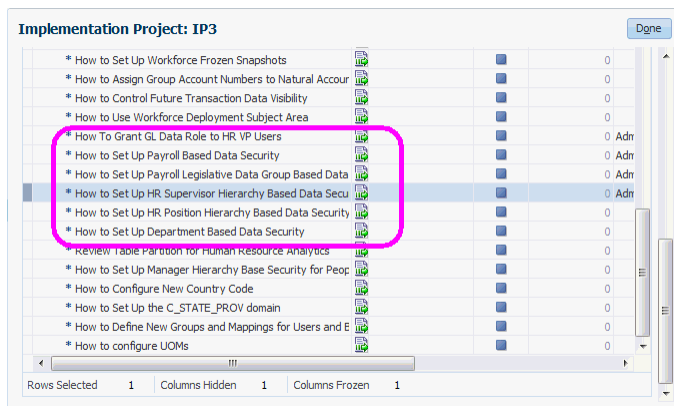 Implementation Project: IP3
Done
* How to Set Up Workforce Frozen Snapshots 0
* How to Assign Group Account Numbers to Natural Accour 0
* How to Control Future Transaction Data Visibility 0
* How to Use Workforce Deployment Subject Area 0
* How To Grant GL Data Role to HR VP Users 0 Adm
* How to Set Up Payroll Based Data Security 0
* How to Set Up Payroll Legislative Data Group Based Data 0
* How to Set Up HR Supervisor Hierarchy Based Data Secu 0 Adm
* How to Set Up HR Position Hierarchy Based Data Security 0
* How to Set Up Department Based Data Security 0
* Review Table Partition for Human Resource Analytics 0
* How to Set Up Manager Hierarchy Base Security for Peop 0
* How to Configure New Country Code 0
* How to Set Up the C_STATE_PROV domain 0
* How to Define New Groups and Mappings for Users and B 0
* How to configure UOMs 0
Rows Selected 1 Columns Hidden 1 Columns Frozen 1